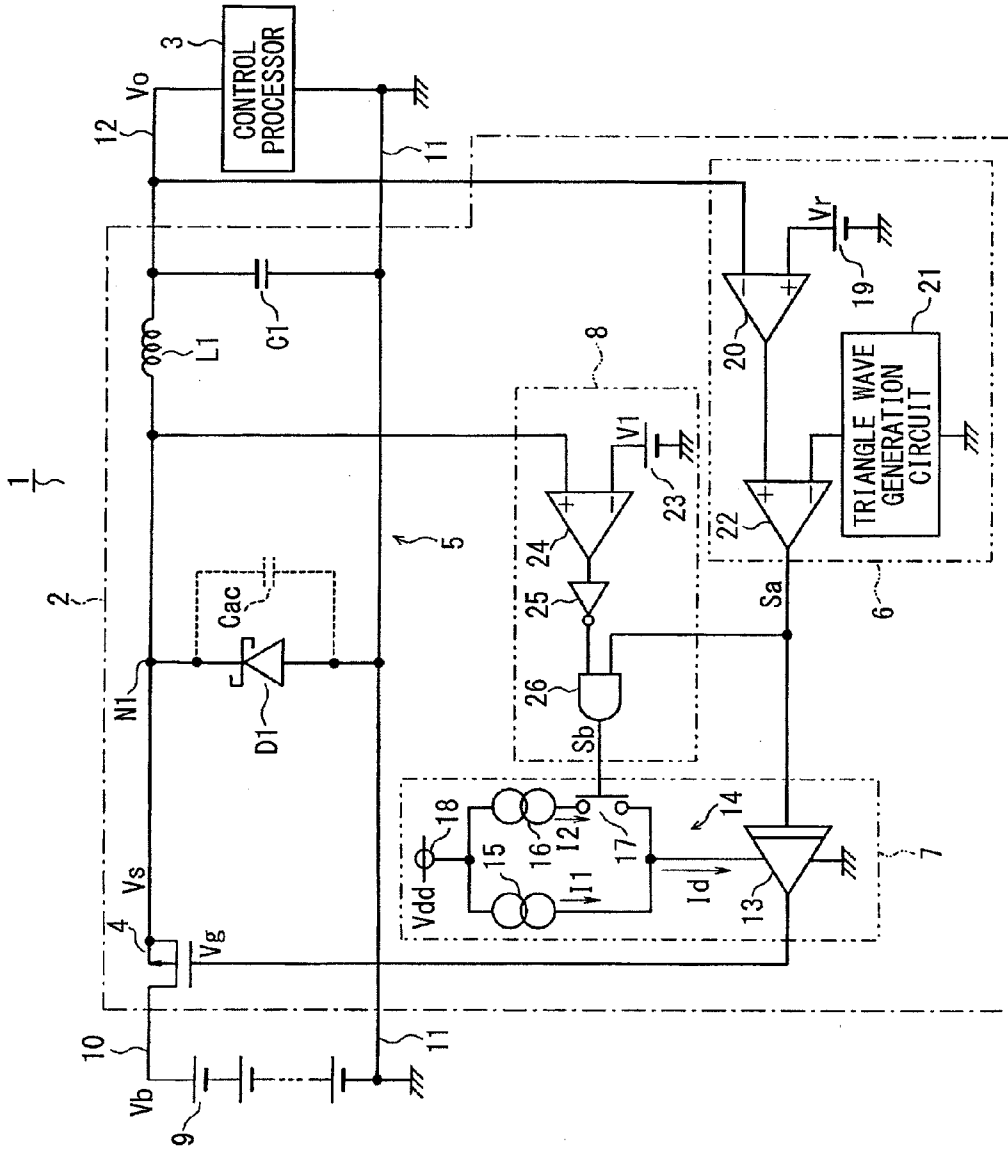 1
2
Vb
10
9
11
4
Vs
Vg
N1
D1
Cac
5
L1
C1
12
Vo
3
CONTROL
PROCESSOR
11
8
24
V1
23
25
26
Sb
Vdd
18
15
16
I1
I2
17
14
Id
13
7
Sa
6
22
20
Vr
19
21
TRIANGLE WAVE
GENERATION
CIRCUIT